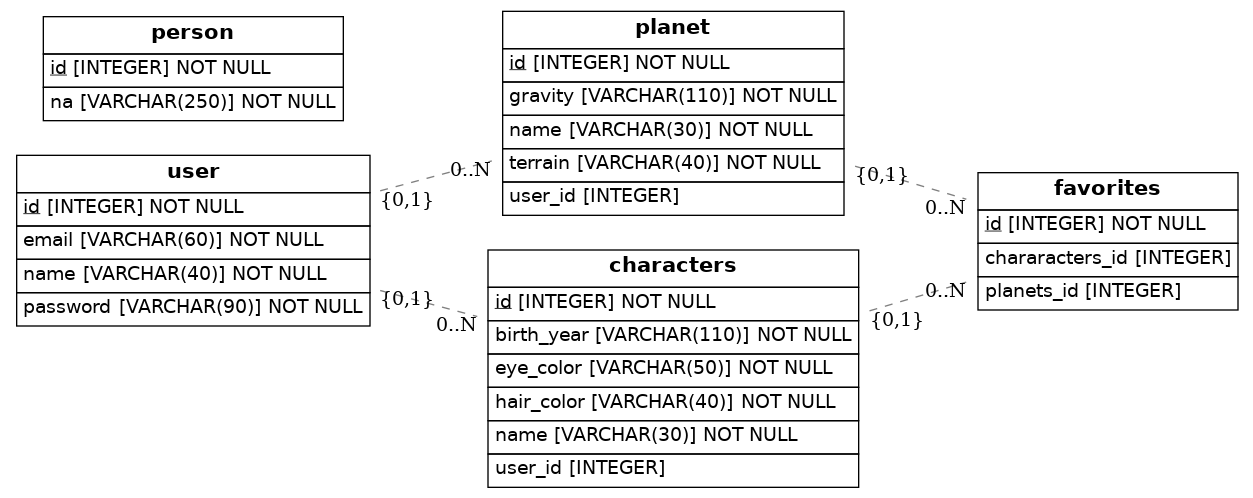 person
id [INTEGER] NOT NULL
na [VARCHAR(250)] NOT NULL
user
id [INTEGER] NOT NULL
email [VARCHAR(60)] NOT NULL
name [VARCHAR(40)] NOT NULL
password [VARCHAR(90)] NOT NULL
0..N
{0,1}
{0,1}
0..N
planet
id [INTEGER] NOT NULL
gravity [VARCHAR(110)] NOT NULL
name [VARCHAR(30)] NOT NULL
terrain [VARCHAR(40)] NOT NULL
user_id [INTEGER]
characters
id [INTEGER] NOT NULL
birth_year [VARCHAR(110)] NOT NULL
eye_color [VARCHAR(50)] NOT NULL
hair_color [VARCHAR(40)] NOT NULL
name [VARCHAR(30)] NOT NULL
user_id [INTEGER]
{0,1}
0..N
0..N
{0,1}
favorites
id [INTEGER] NOT NULL
chararacters_id [INTEGER]
planets_id [INTEGER]